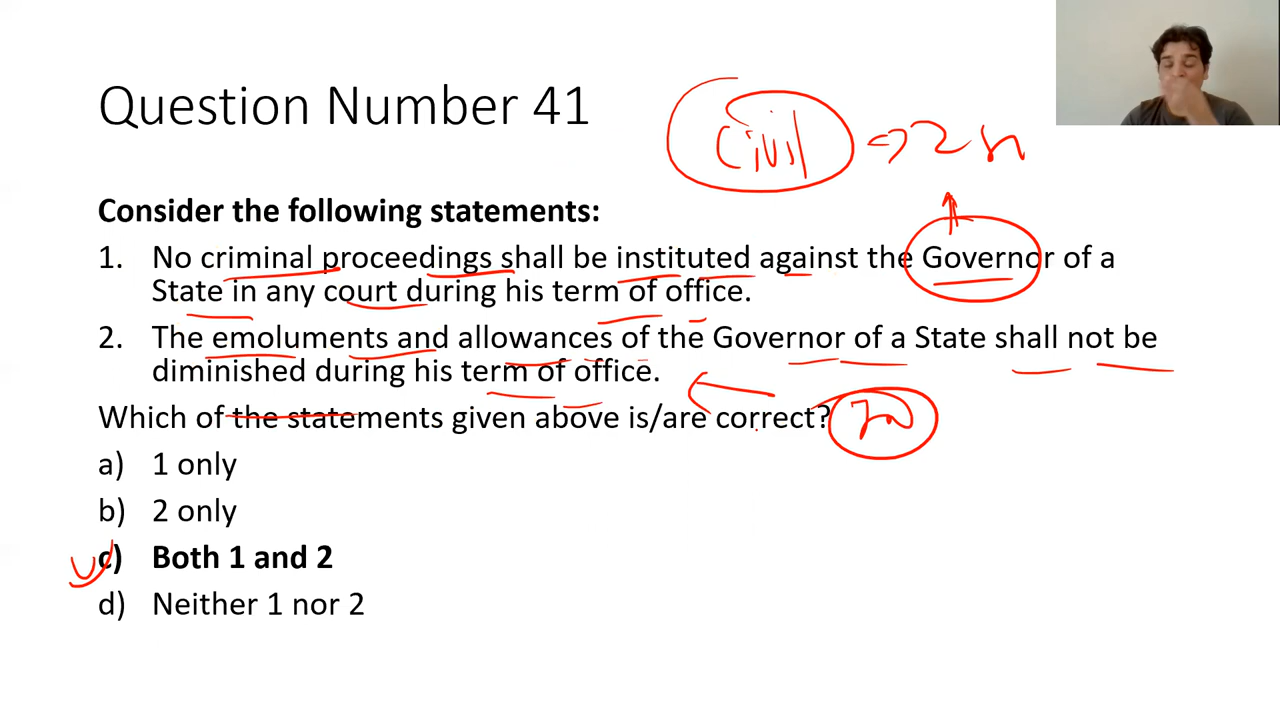 Question Number 41
Civil => 2 n
Consider the following statements:
1. No criminal proceedings shall be instituted against the Governor of a
State in any court during his term of office.
2. The emoluments and allowances of the Governor of a State shall not be
diminished during his term of office.
Which of the statements given above is/are correct?
a) 1 only
b) 2 only
c) Both 1 and 2
d) Neither 1 nor 2